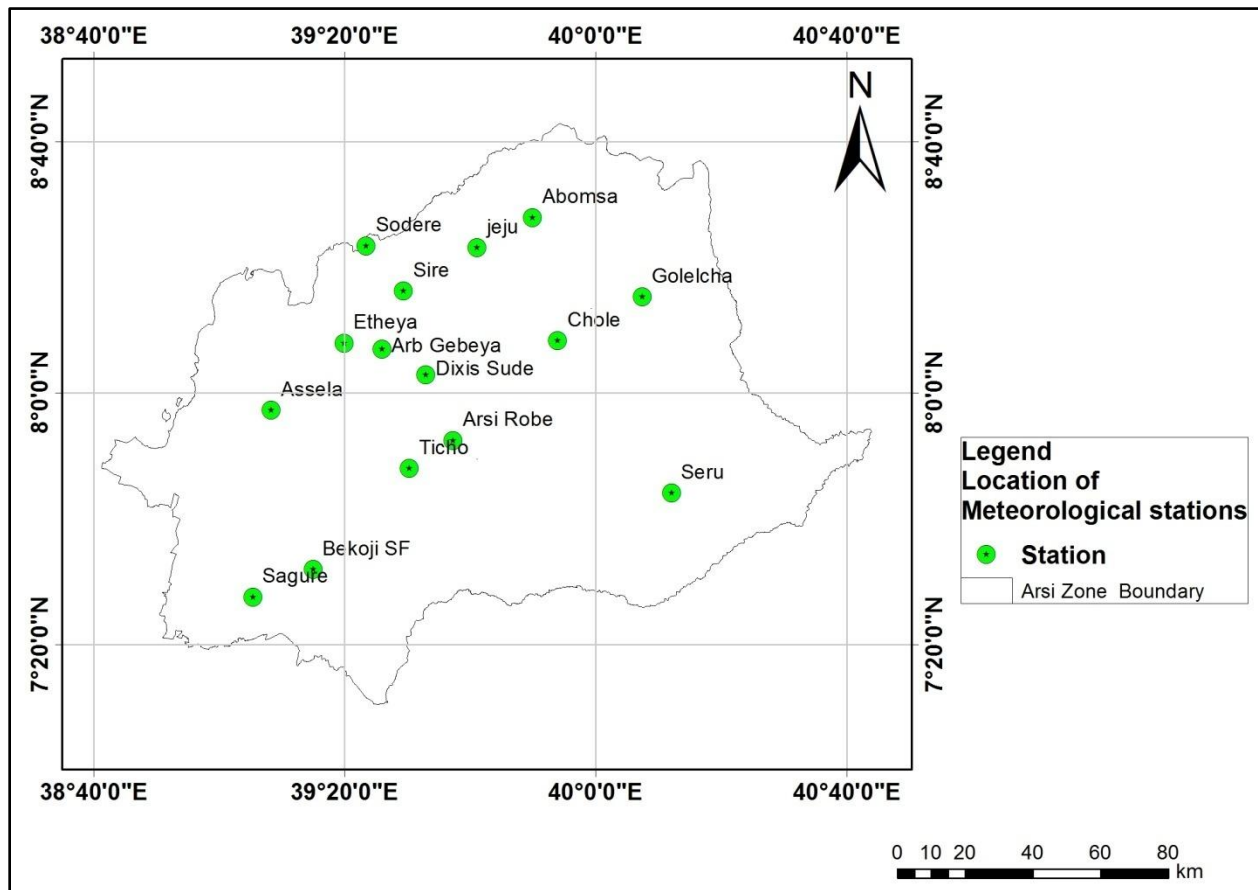 38°40'0"E 39°20'0"E 40°00'0"E 40°40'0"E
N
8°40'0"N
8°40'0"N
Abomsa
Sodere
jeju
Sire
Golelcha
Etheya
Chole
Arb Gebeya
Dixis Sude
Assela
8°0'0"N
8°0'0"N
Arsi Robe
Ticho
Seru
Bekoji SF
Sagure
7°20'0"N
7°20'0"N
38°40'0"E 39°20'0"E 40°00'0"E 40°40'0"E
Legend
Location of
Meteorological stations
Station
Arsi Zone Boundary
0 10 20 40 60 80
km